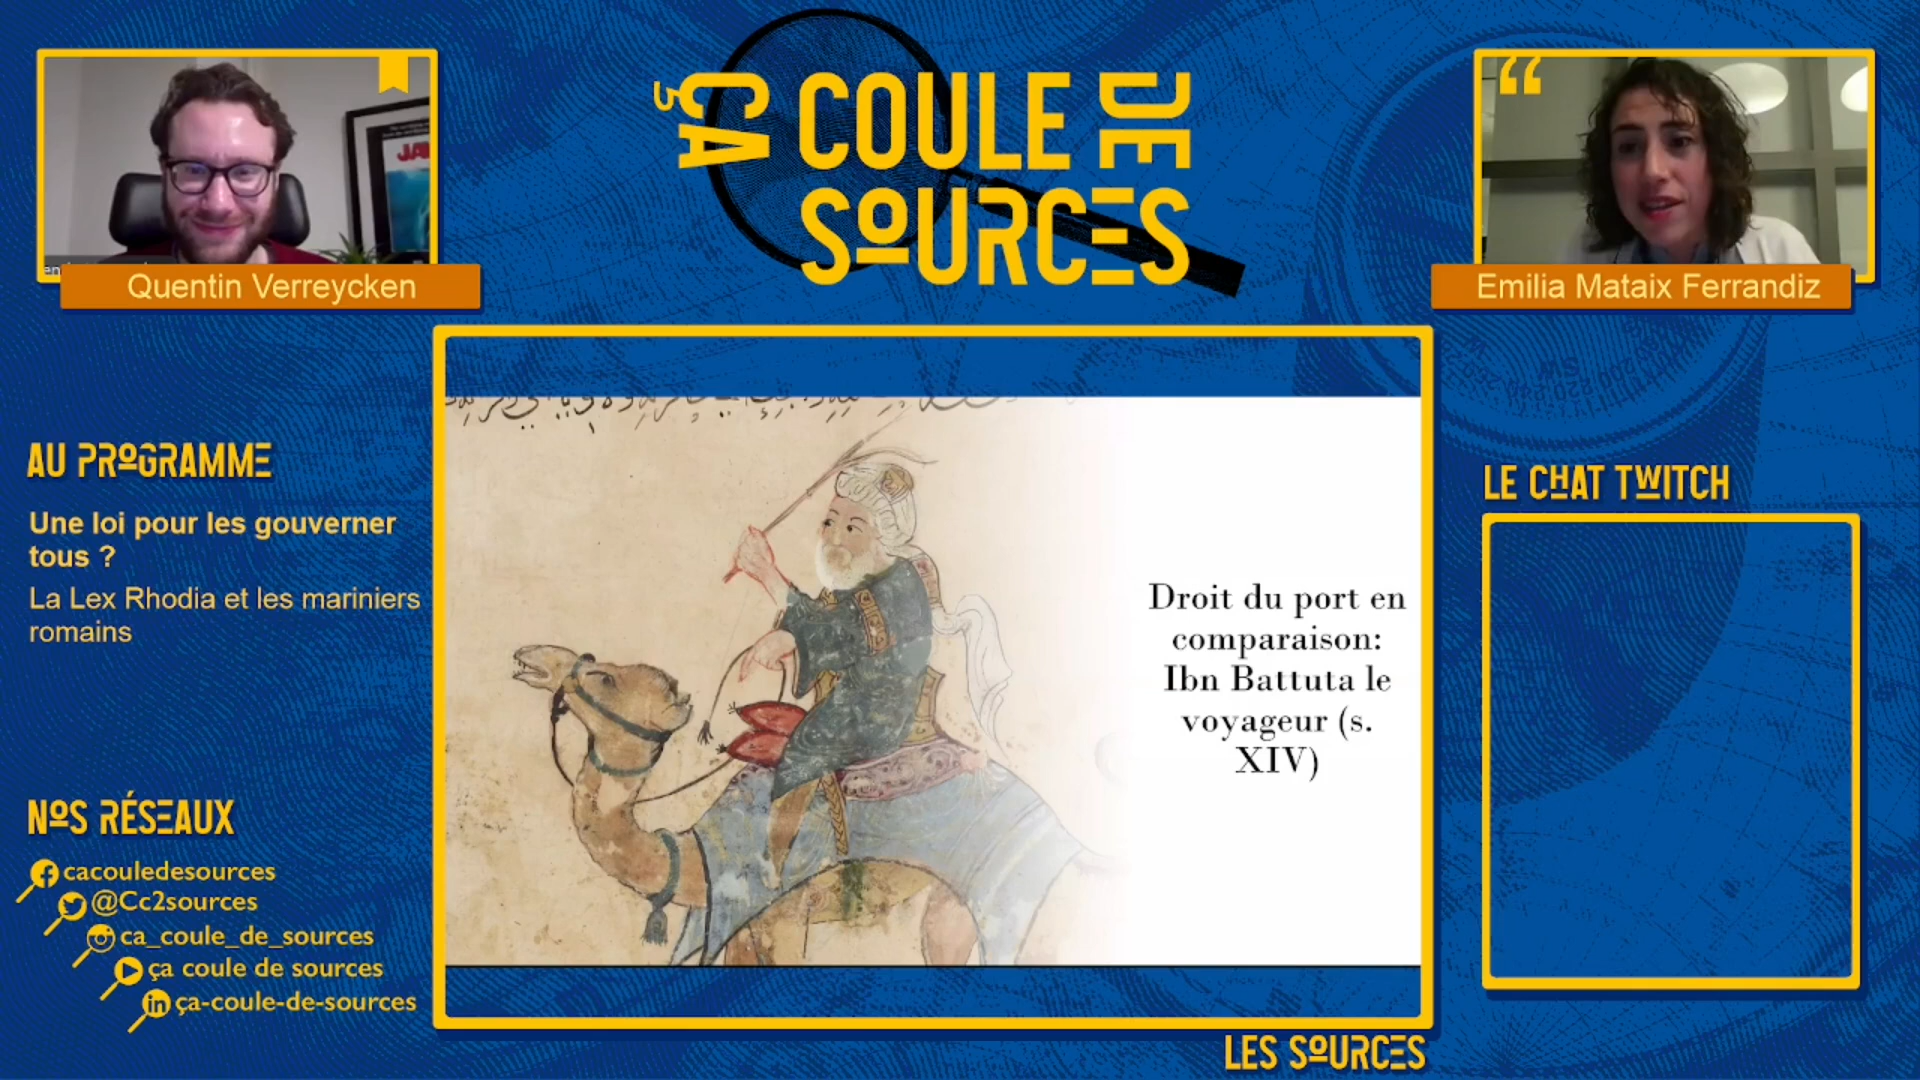 ÇA COULE DE
SOURCES
Quentin Verreycken
Emilia Mataix Ferrandiz
AU PROGRAMME
Une loi pour les gouverner
tous ?
La Lex Rhodia et les mariniers
romains
NOS RÉSEAUX
cacouledesources
@Cc2sources
ca_coule_de_sources
ça coule de sources
in ça-coule-de-sources
Droit du port en
comparaison:
Ibn Battuta le
voyageur (s.
XIV)
LE CHAT TWITCH
LES SOURCES